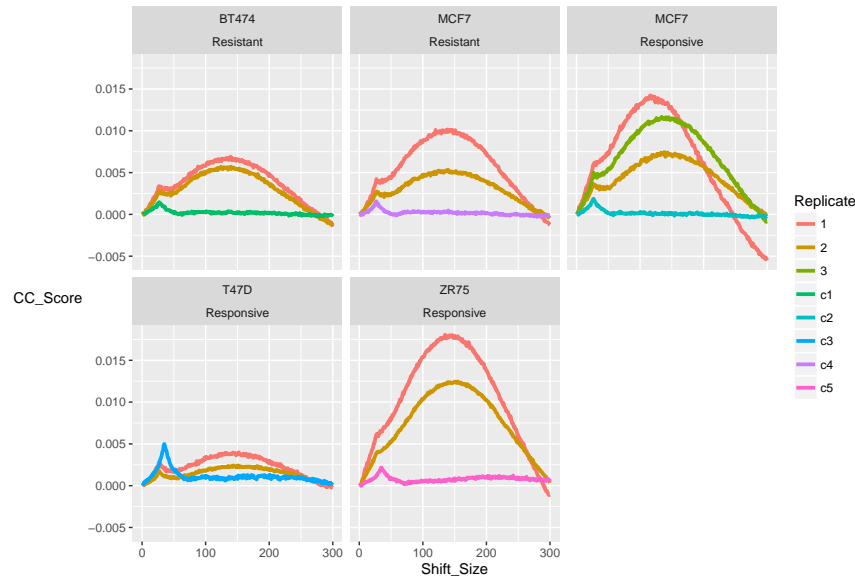 BT474
Resistant
MCF7
Resistant
MCF7
Responsive
0.015
0.010
0.005
0.000
−0.005
CC_Score
T47D
Responsive
ZR75
Responsive
0.015
0.010
0.005
0.000
−0.005
0
100
200
300
0
100
200
300
Shift_Size
Replicate
1
2
3
c1
c2
c3
c4
c5